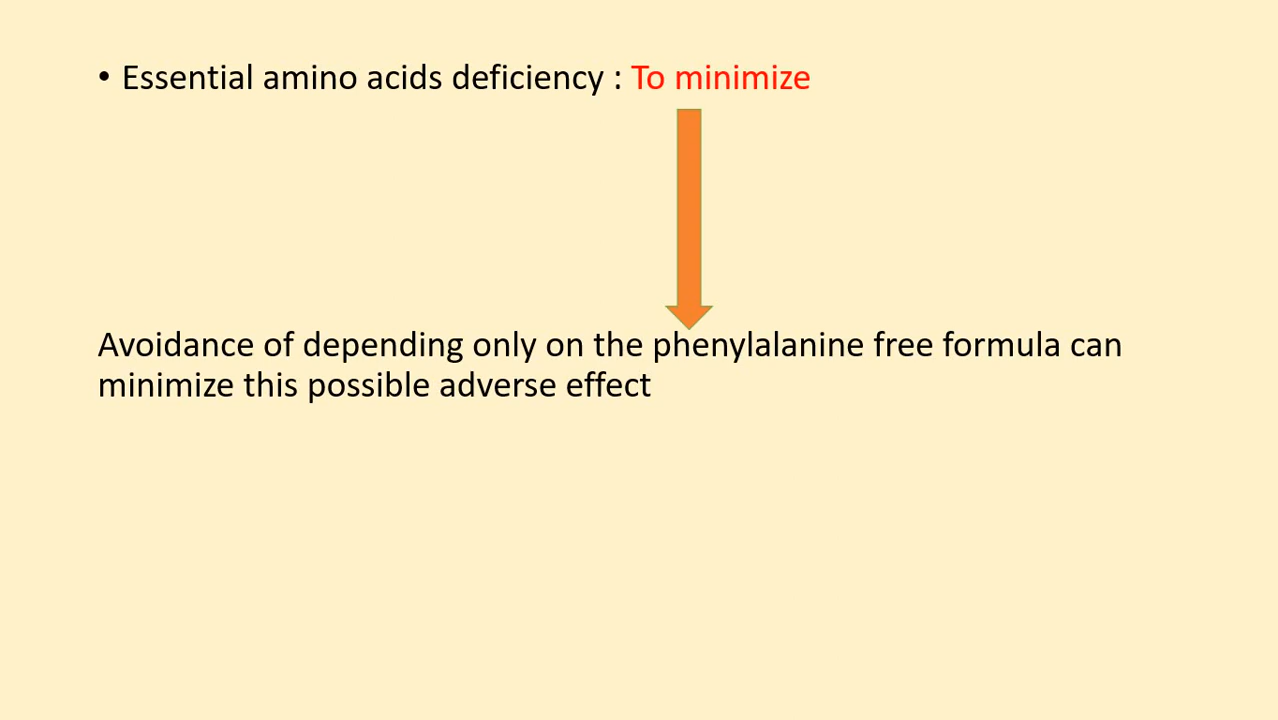 • Essential amino acids deficiency : To minimize
Avoidance of depending only on the phenylalanine free formula can
minimize this possible adverse effect